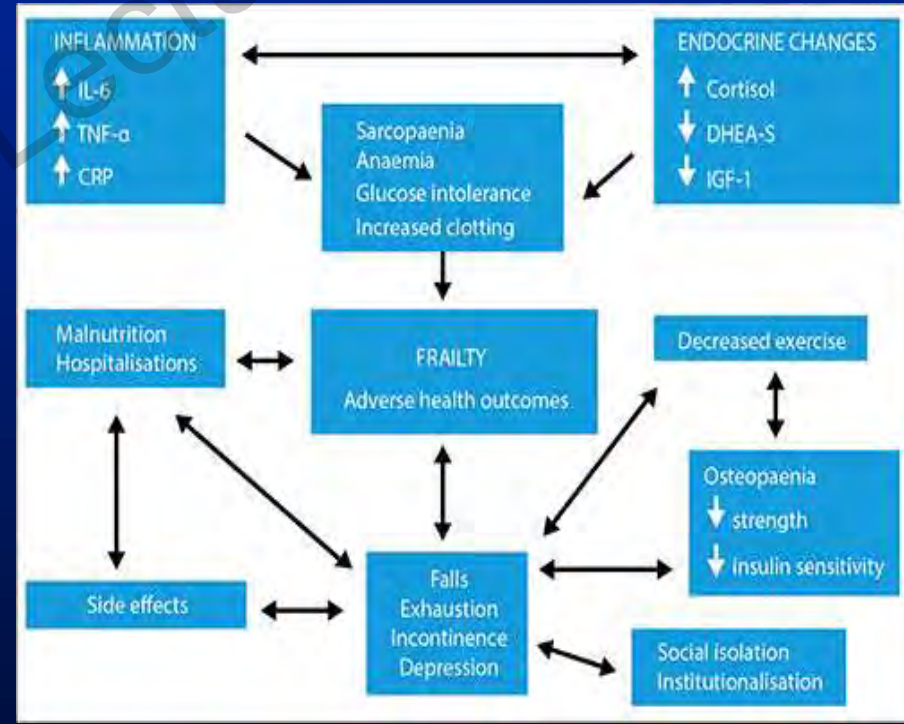 INFLAMMATION
↑ IL-6
↑ TNF-α
↑ CRP
ENDOCRINE CHANGES
↑ Cortisol
↓ DHEA-S
↓ IGF-1
Sarcopaenia
Anaemia
Glucose intolerance
Increased clotting
Malnutrition
Hospitalisations
FRAILTY
Adverse health outcomes
Decreased exercise
Osteopaenia
↓ strength
↓ Insulin sensitivity
Side effects
Falls
Exhaustion
Incontinence
Depression
Social isolation
Institutionalisation